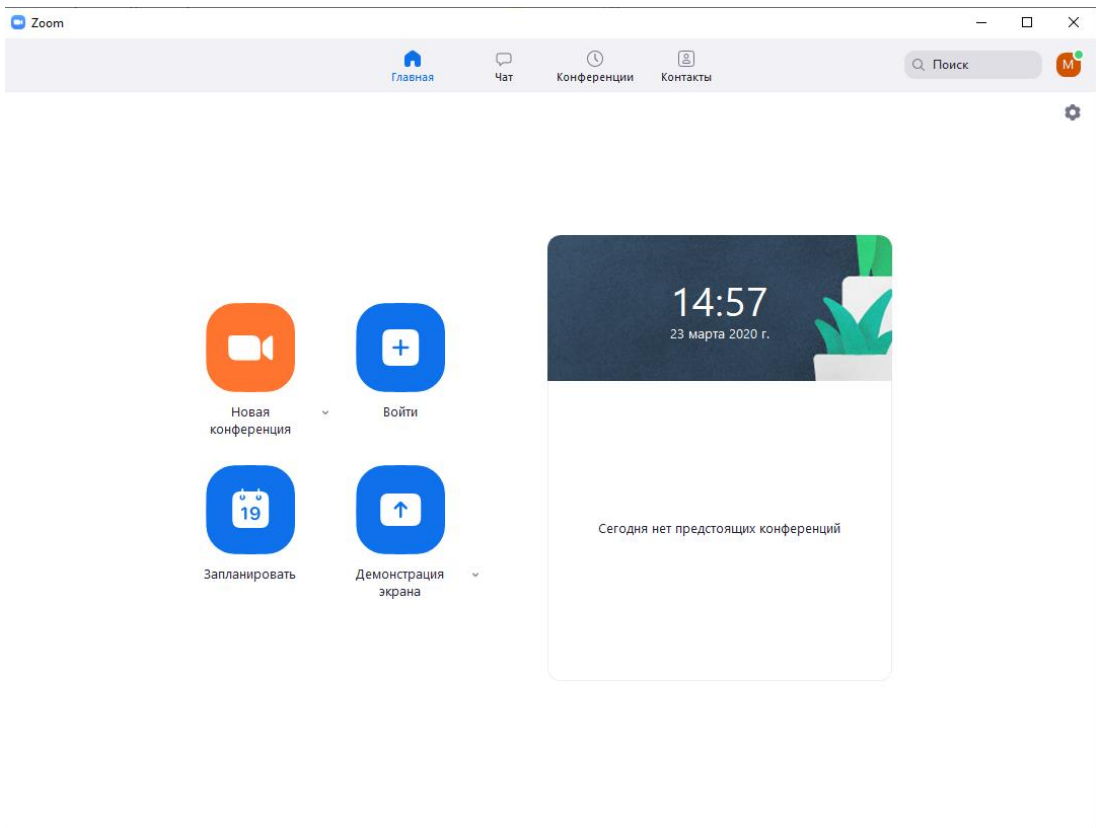 Zoom
Главная
Чат
Конференции
Контакты
Поиск
М
14:57
23 марта 2020 г.
Новая
конференция
Войти
19
Запланировать
Демонстрация
экрана
Сегодня нет предстоящих конференций